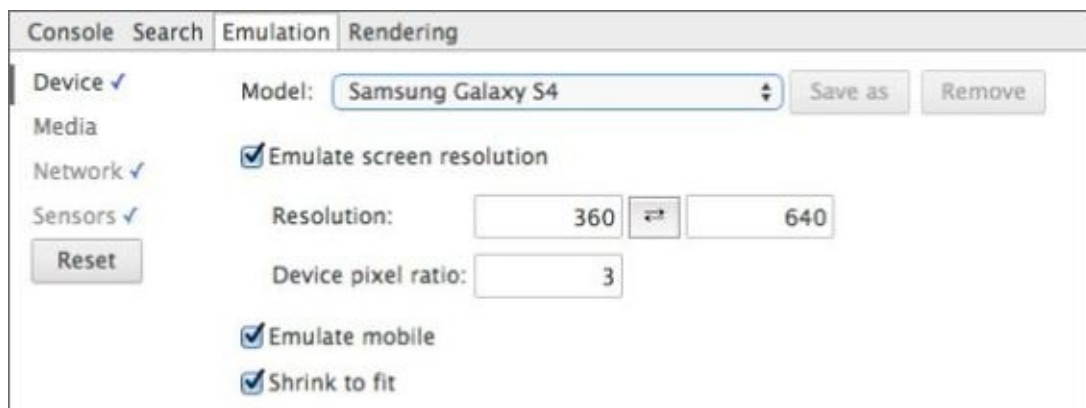 Console Search Emulation Rendering
Device ✓
Model: Samsung Galaxy S4 Save as Remove
Media
Emulate screen resolution
Network ✓
Sensors ✓
Resolution: 360 ⇄ 640
Reset
Device pixel ratio: 3
Emulate mobile
Shrink to fit